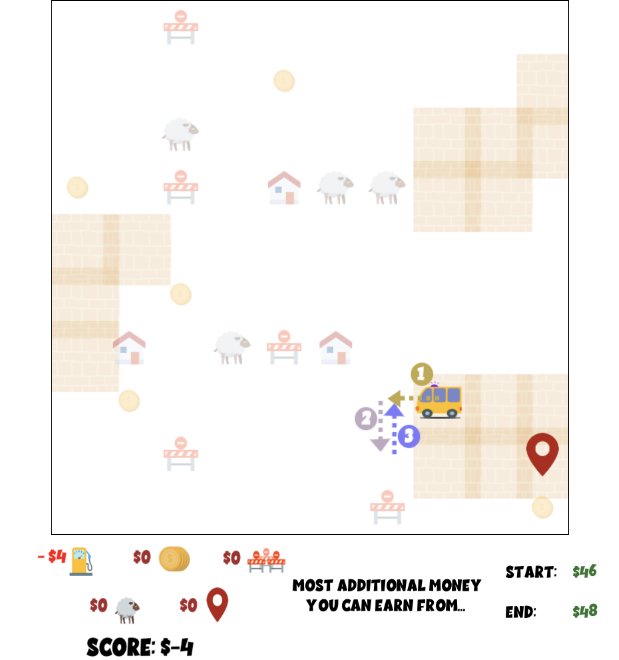 1
2
3
- $4
$0
$0
$0
$0
SCORE: $-4
MOST ADDITIONAL MONEY
YOU CAN EARN FROM...
START: $46
END: $48